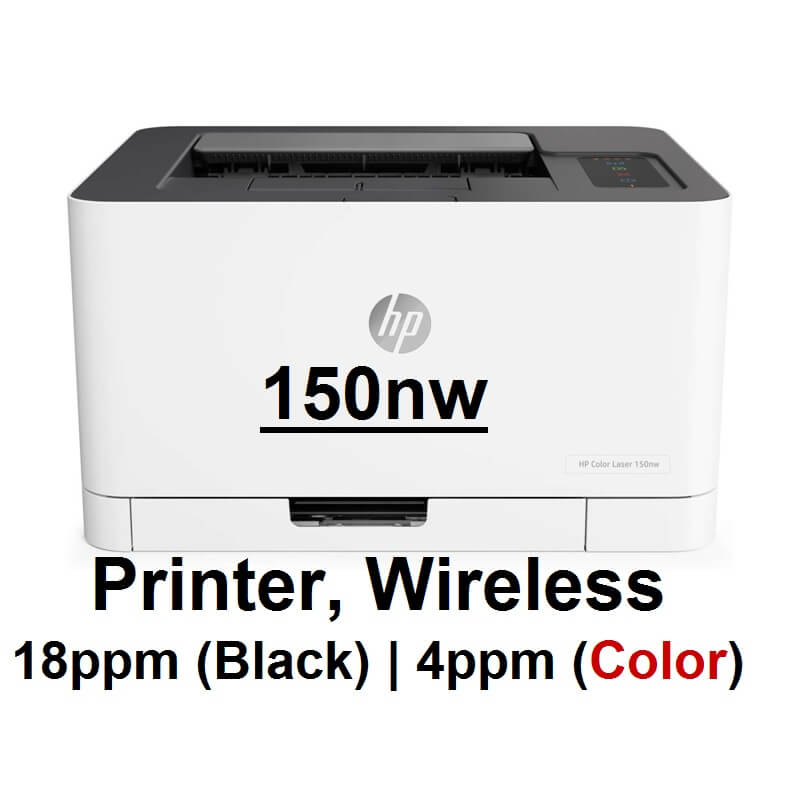 hp
150nw
HP Color Laser 150nw
Printer, Wireless
18ppm (Black) | 4ppm (Color)